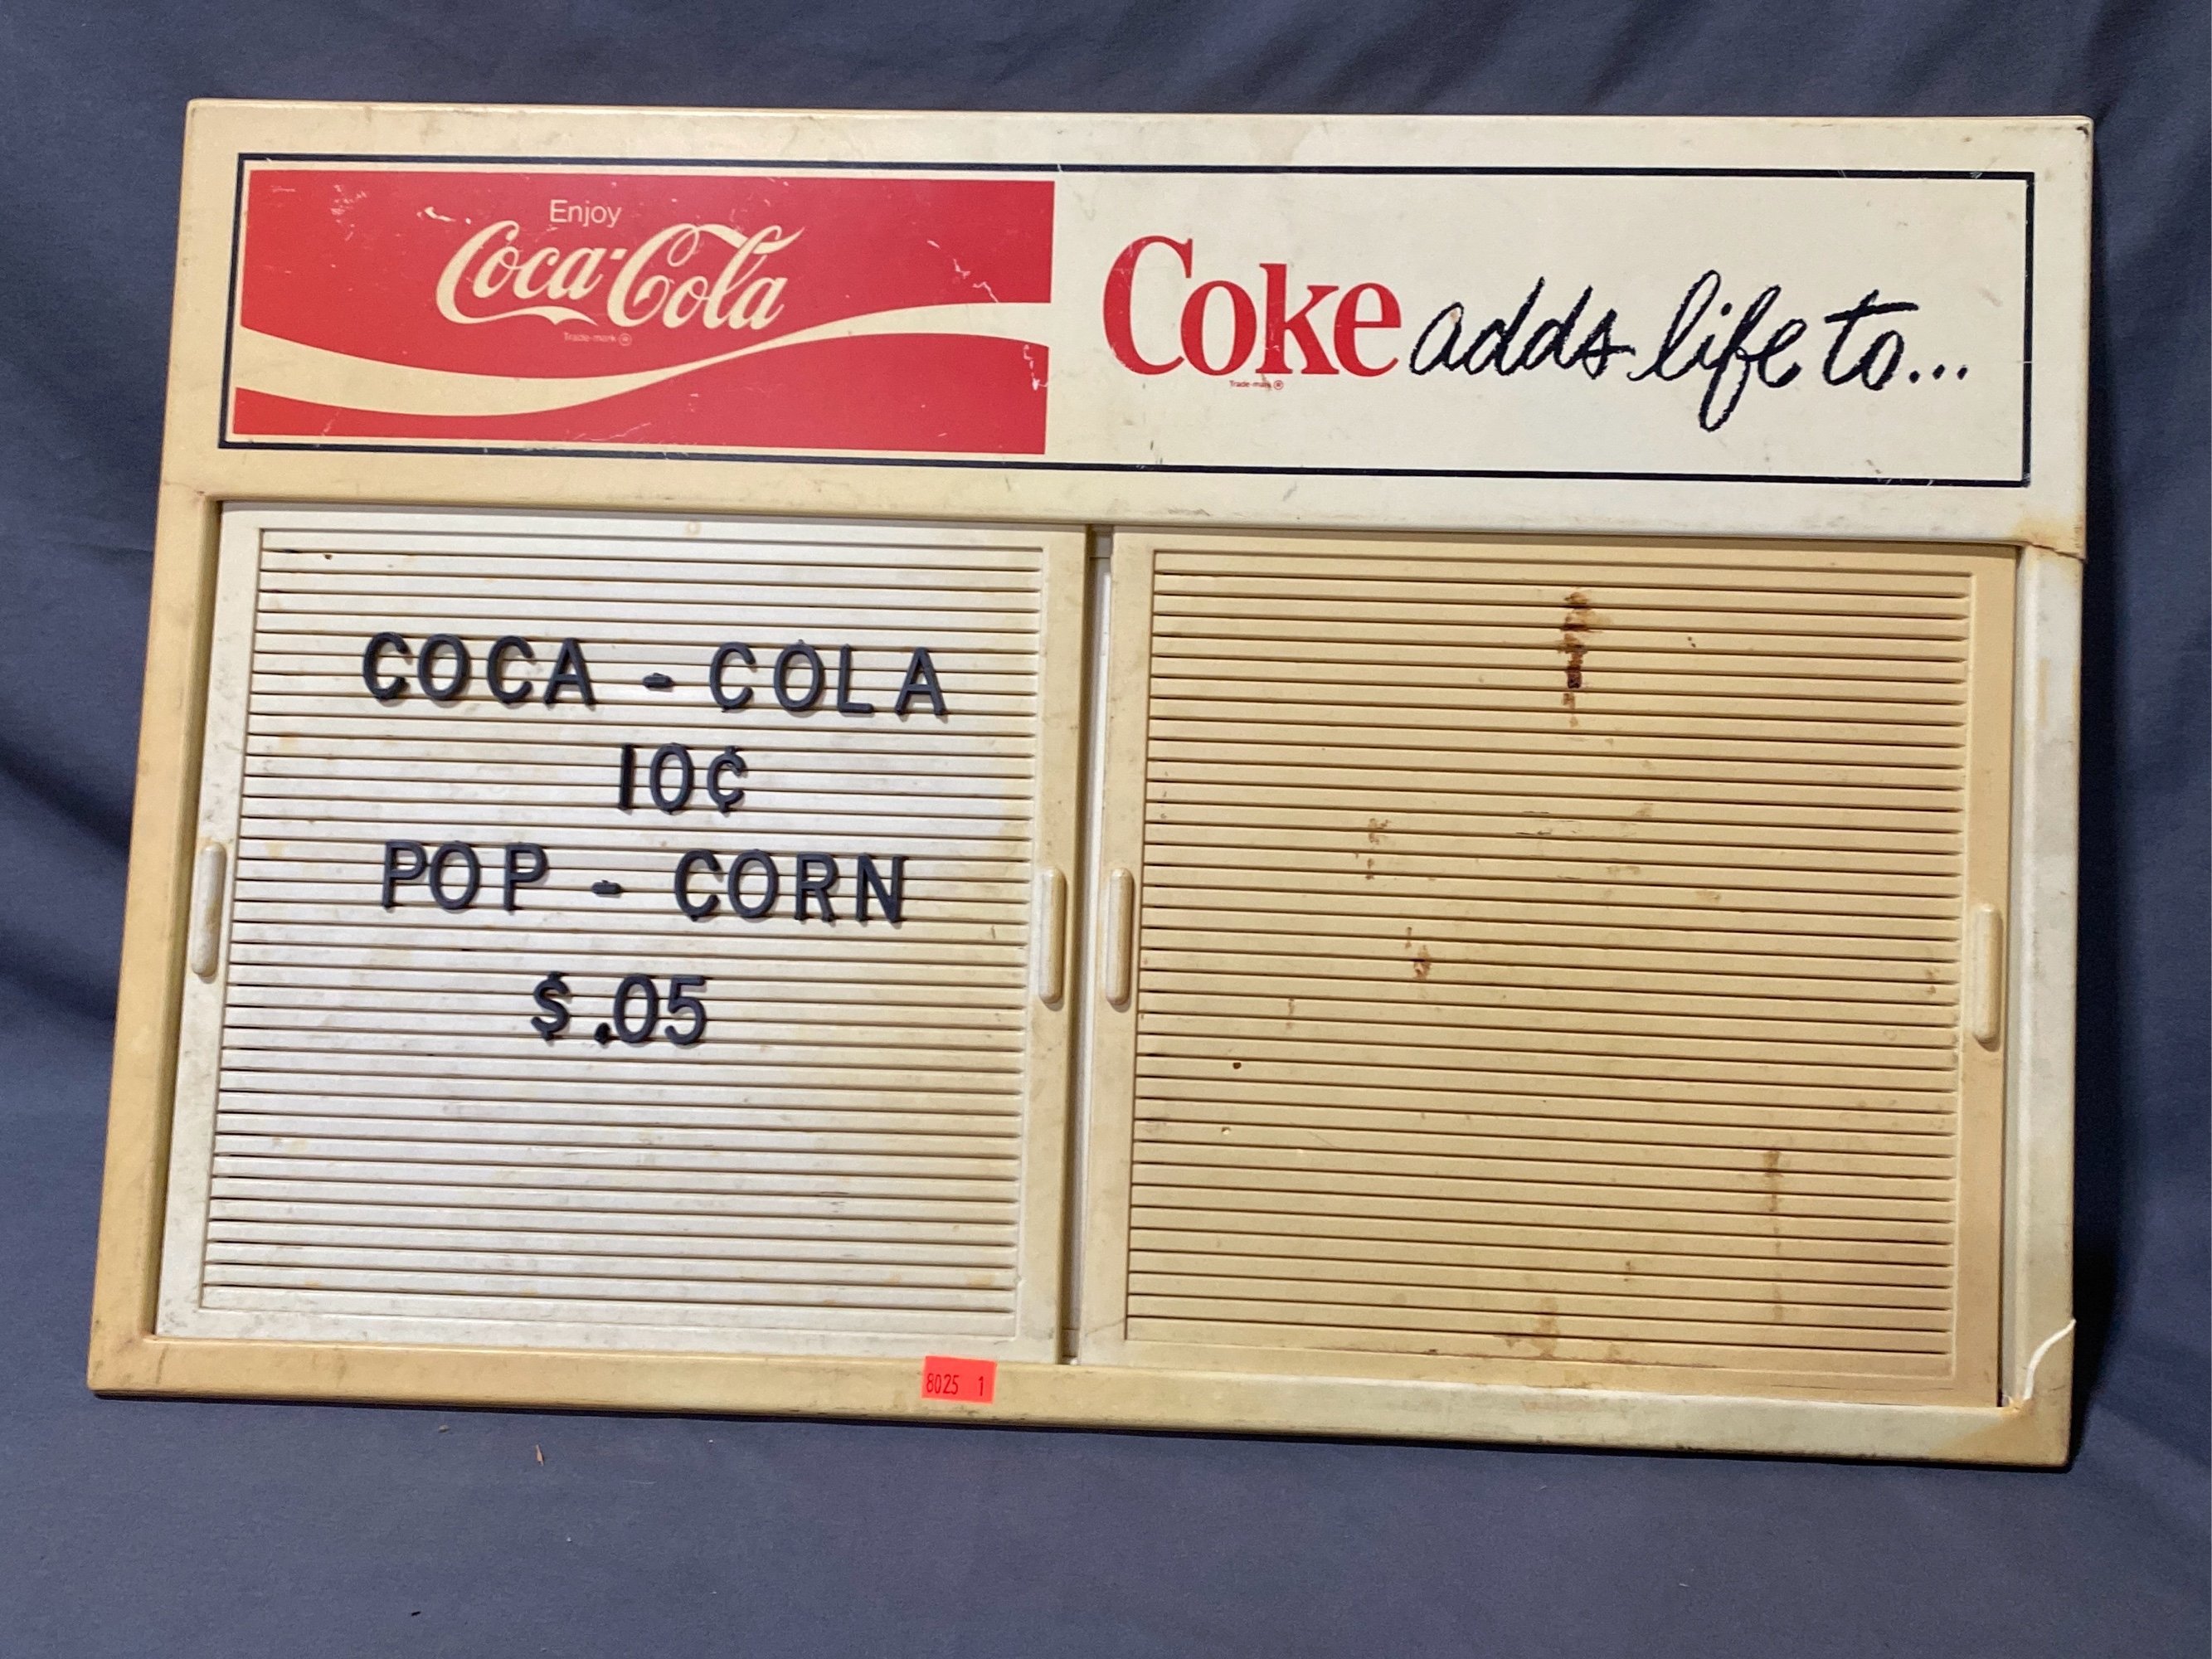 Enjoy
Coca-Cola
Trade-mark ®
Coke adds life to...
Trade-mark ®
COCA - COLA
10¢
POP - CORN
$.05
8025 1